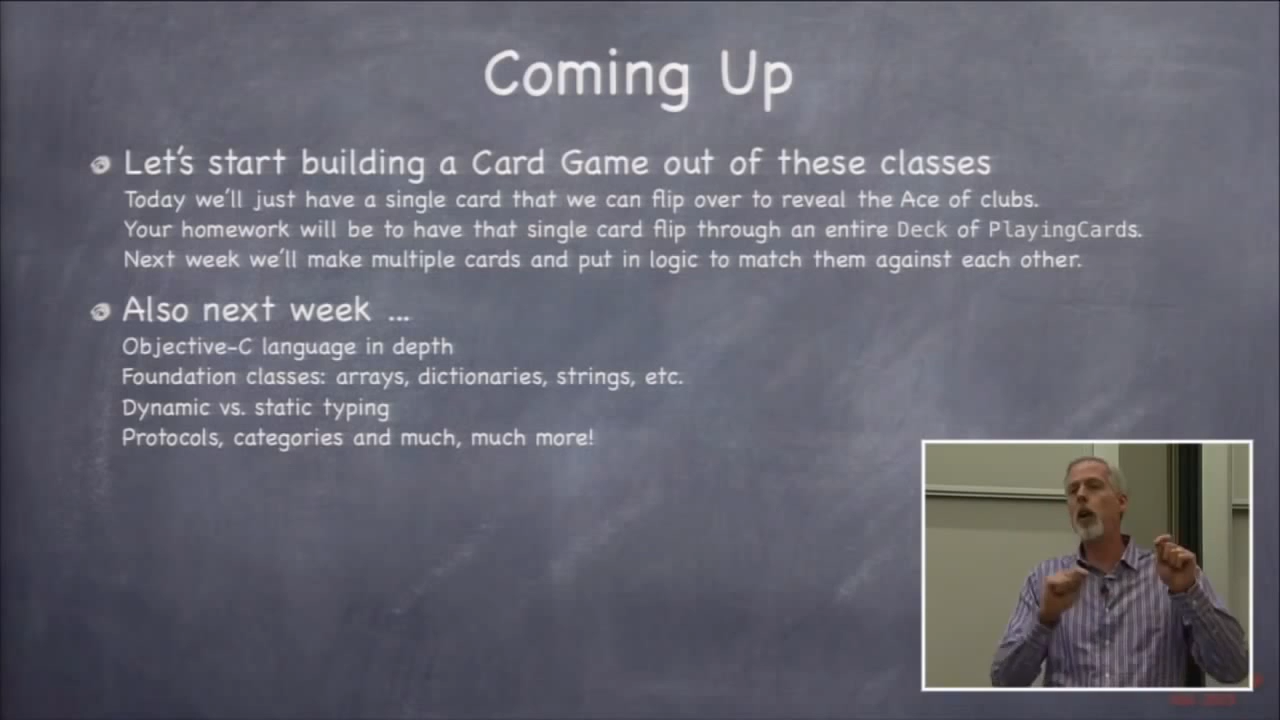 Coming Up
Let's start building a Card Game out of these classes
Today we'll just have a single card that we can flip over to reveal the Ace of clubs.
Your homework will be to have that single card flip through an entire Deck of PlayingCards.
Next week we'll make multiple cards and put in logic to match them against each other.
Also next week ...
Objective-C language in depth
Foundation classes: arrays, dictionaries, strings, etc.
Dynamic vs. static typing
Protocols, categories and much, much more!